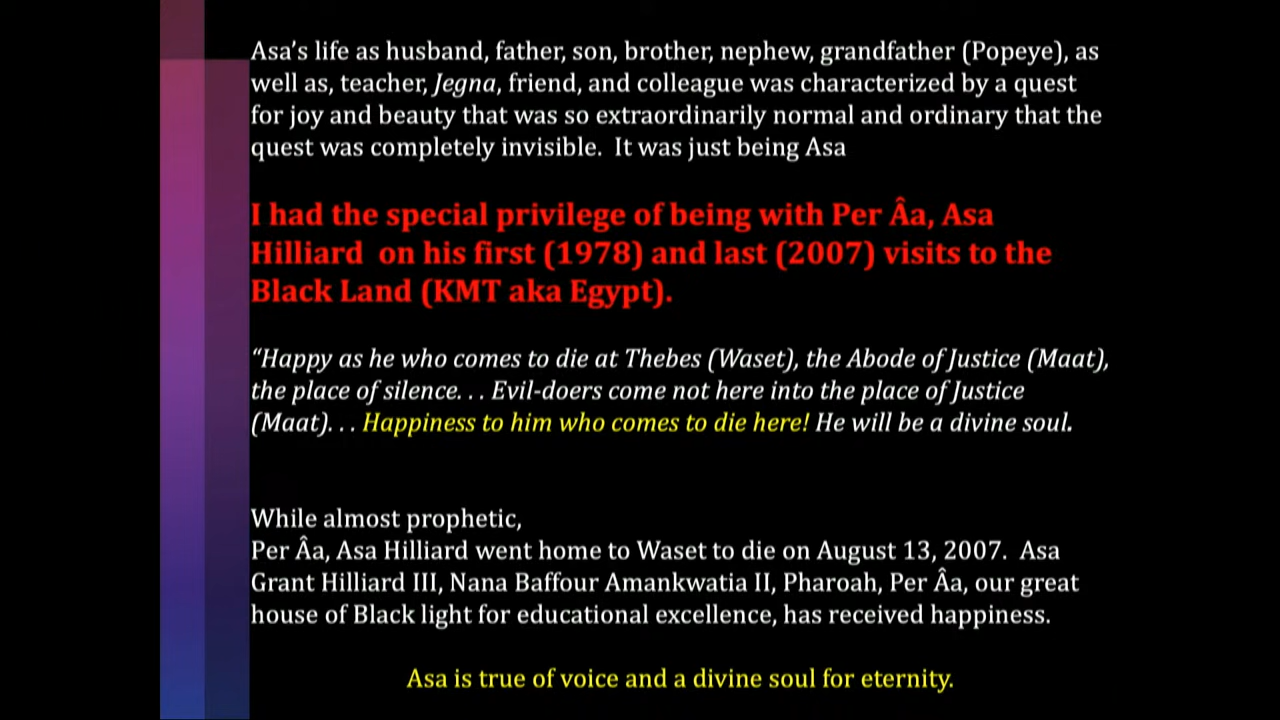 Asa’s life as husband, father, son, brother, nephew, grandfather (Popeye), as
well as, teacher, Jegna, friend, and colleague was characterized by a quest
for joy and beauty that was so extraordinarily normal and ordinary that the
quest was completely invisible.  It was just being Asa
I had the special privilege of being with Per Âa, Asa
Hilliard  on his first (1978) and last (2007) visits to the
Black Land (KMT aka Egypt).
“Happy as he who comes to die at Thebes (Waset), the Abode of Justice (Maat),
the place of silence. . . Evil-doers come not here into the place of Justice
(Maat). . . Happiness to him who comes to die here! He will be a divine soul.
While almost prophetic,
Per Âa, Asa Hilliard went home to Waset to die on August 13, 2007.  Asa
Grant Hilliard III, Nana Baffour Amankwatia II, Pharoah, Per Âa, our great
house of Black light for educational excellence, has received happiness.
Asa is true of voice and a divine soul for eternity.